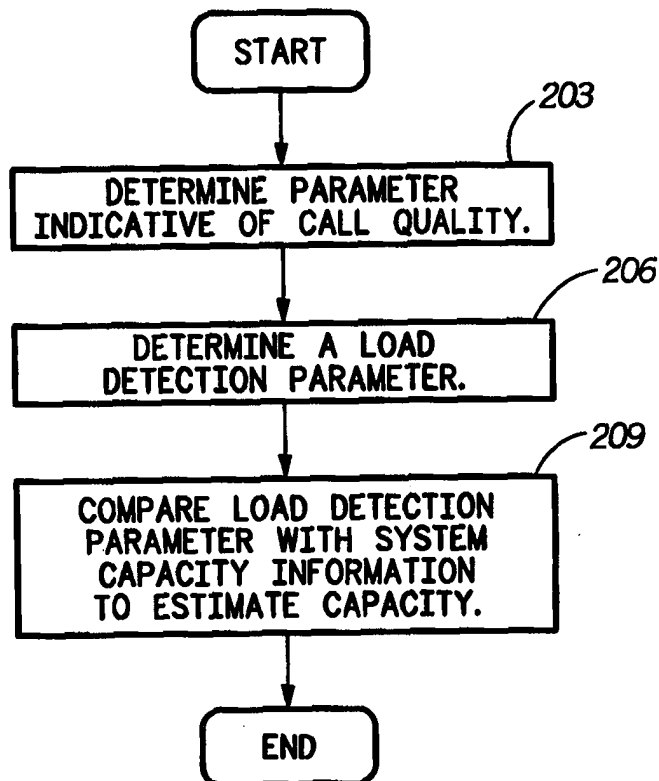 START
203
DETERMINE PARAMETER
INDICATIVE OF CALL QUALITY.
206
DETERMINE A LOAD
DETECTION PARAMETER.
209
COMPARE LOAD DETECTION
PARAMETER WITH SYSTEM
CAPACITY INFORMATION
TO ESTIMATE CAPACITY.
END